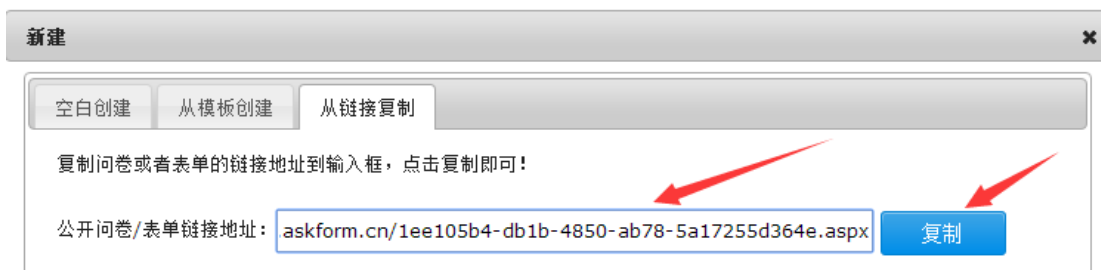 新建
空白创建 从模板创建 从链接复制
复制问卷或者表单的链接地址到输入框，点击复制即可！
公开问卷/表单链接地址： .askform.cn/1ee105b4-db1b-4850-ab78-5a17255d364e.aspx 复制